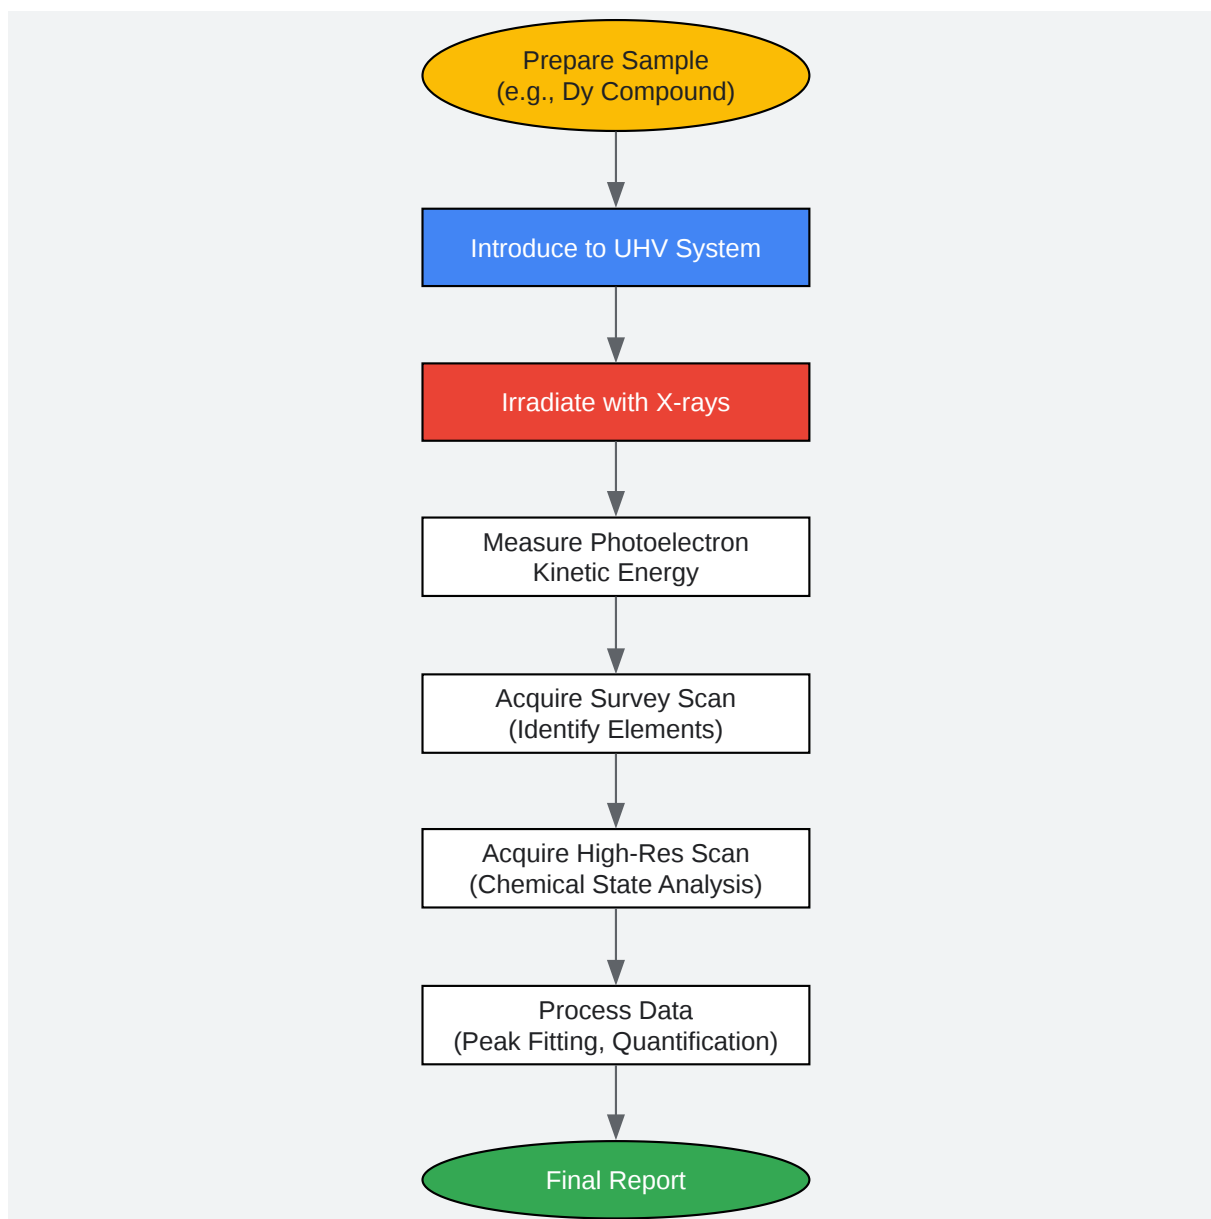 Prepare Sample
(e.g., Dy Compound)
Introduce to UHV System
Irradiate with X-rays
Measure Photoelectron
Kinetic Energy
Acquire Survey Scan
(Identify Elements)
Acquire High-Res Scan
(Chemical State Analysis)
Process Data
(Peak Fitting, Quantification)
Final Report